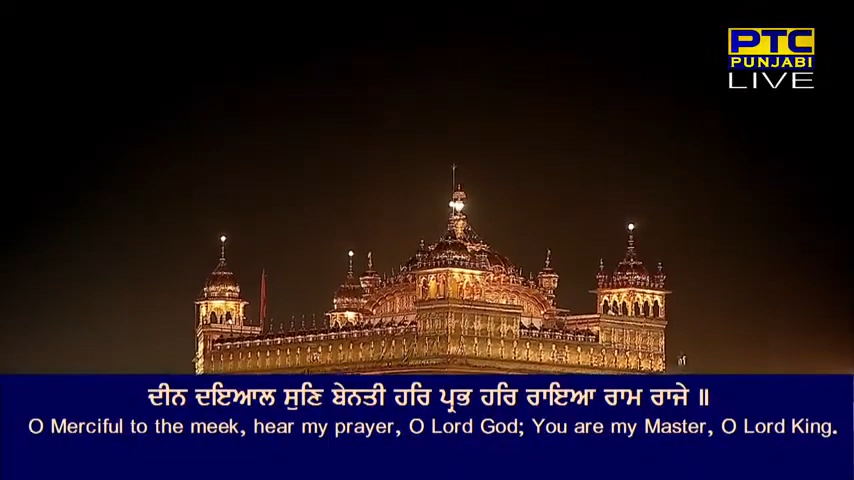 PTC
PUNJABI
LIVE
ਦੀਨ ਦਇਆਲ ਸੁਣਿ ਬੇਨਤੀ ਹਰਿ ਪ੍ਰਭ ਹਰਿ ਰਾਇਆ ਰਾਮ ਰਾਜੇ ॥
O Merciful to the meek, hear my prayer, O Lord God; You are my Master, O Lord King.